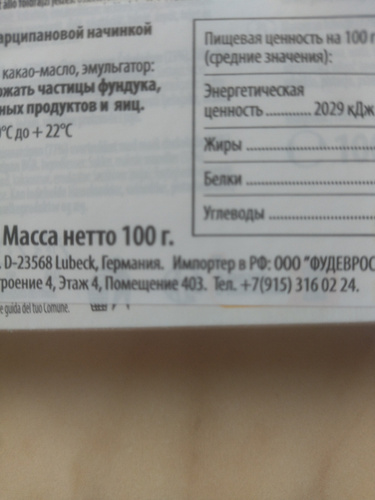 арципановой начинкой
какао-масло, эмульгатор:
жать частицы фундука,
ных продуктов и яиц.
°С до + 22°С
Пищевая ценность на 100 г
(средние значения):
Энергетическая
ценность ............ 2029 кДж
Жиры
Белки
Углеводы
Масса нетто 100 г.
D-23568 Lubeck, Германия. Импортер в РФ: ООО "ФУДЕВРОС
роение 4, Этаж 4, Помещение 403. Тел. +7(915) 316 02 24.
e guida del tuo Comune.